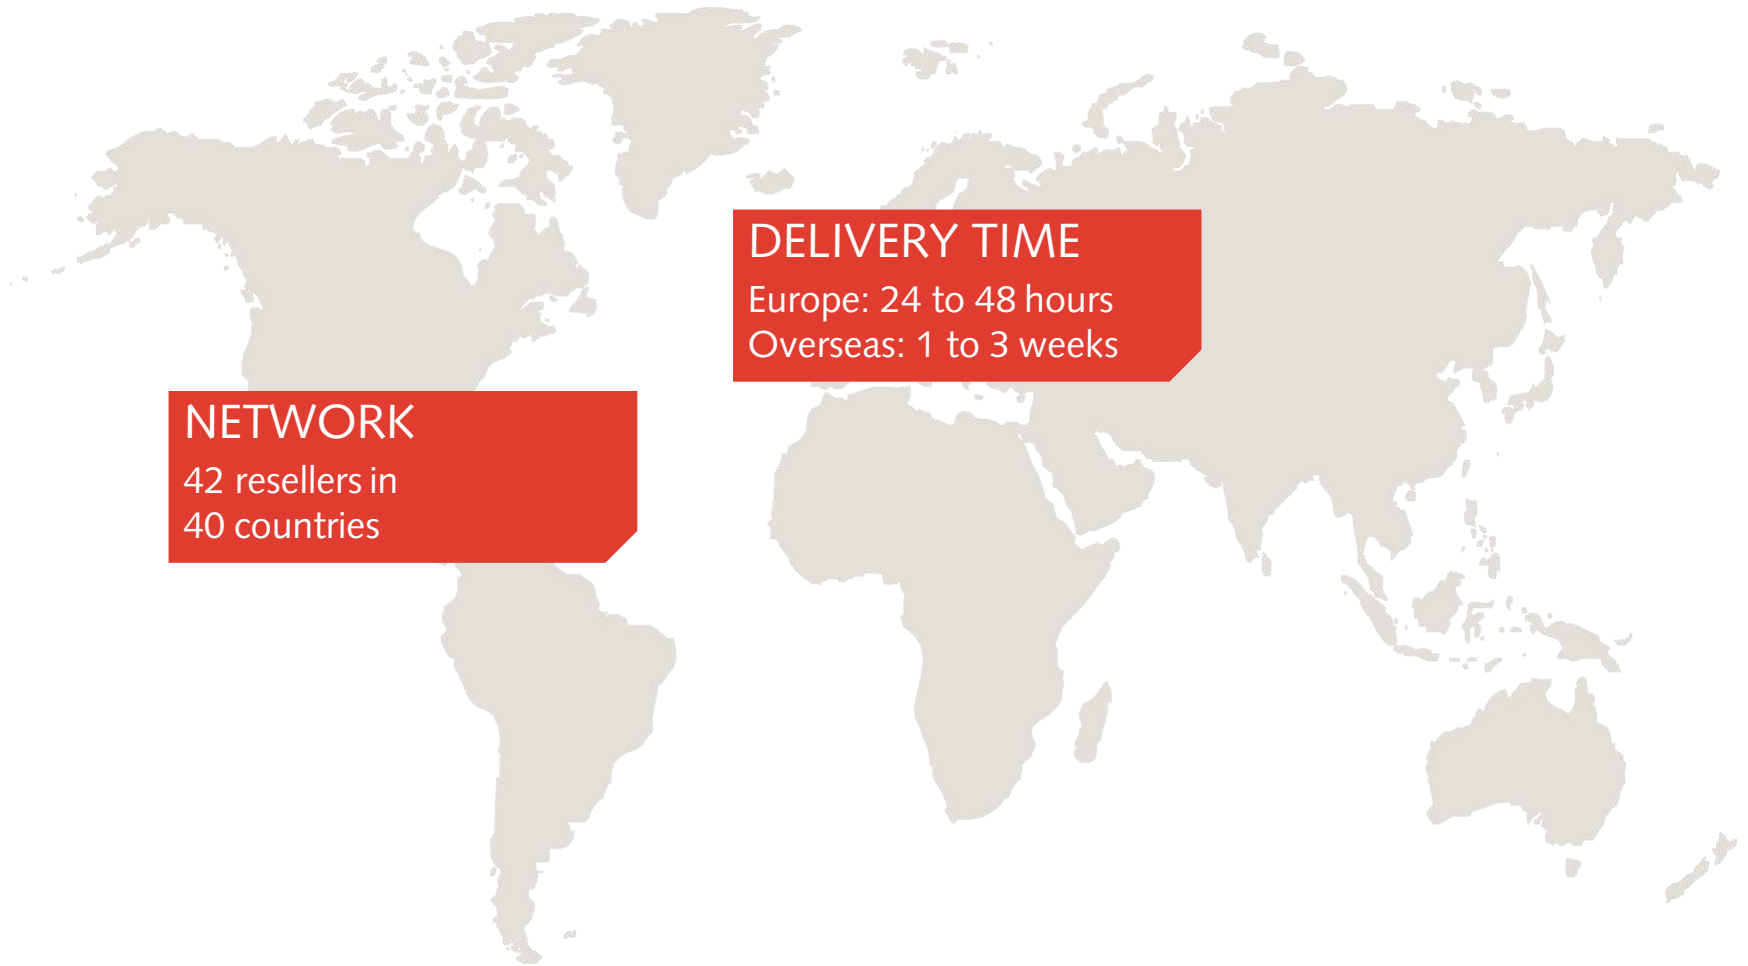 DELIVERY TIME
Europe: 24 to 48 hours
Overseas: 1 to 3 weeks
NETWORK
42 resellers in
40 countries